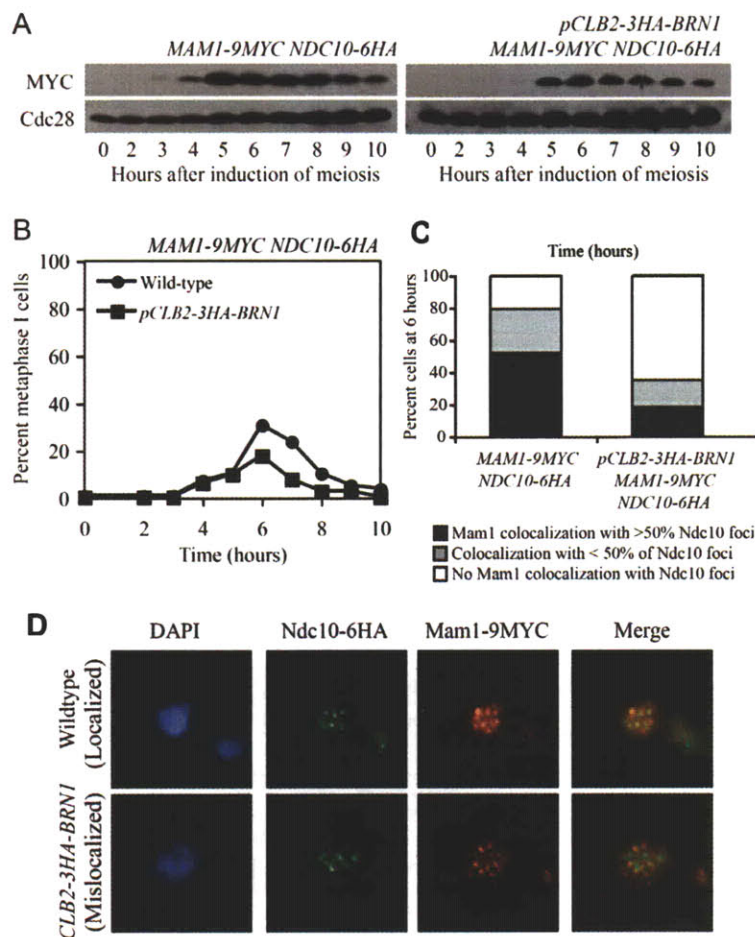 A
MAM1-9MYC NDC10-6HA
pCLB2-3HA-BRN1
MAM1-9MYC NDC10-6HA
MYC
Cdc28
0 1 2 3 4 5 6 7 8 9 10
0 1 2 3 4 5 6 7 8 9 10
Hours after induction of meiosis
Hours after induction of meiosis
B
MAM1-9MYC NDC10-6HA
Percent metaphase I cells
100
80
60
40
20
0
Wild-type
pCLB2-3HA-BRN1
0 2 4 6 8 10
Time (hours)
C
Time (hours)
Percent cells at 6 hours
100
80
60
40
20
0
MAM1-9MYC
NDC10-6HA
pCLB2-3HA-BRN1
MAM1-9MYC
NDC10-6HA
Mam1 colocalization with >50% Ndc10 foci
Colocalization with < 50% of Ndc10 foci
No Mam1 colocalization with Ndc10 foci
D
DAPI
Ndc10-6HA
Mam1-9MYC
Merge
Wildtype
(Localized)
CLB2-3HA-BRN1
(Mislocalized)